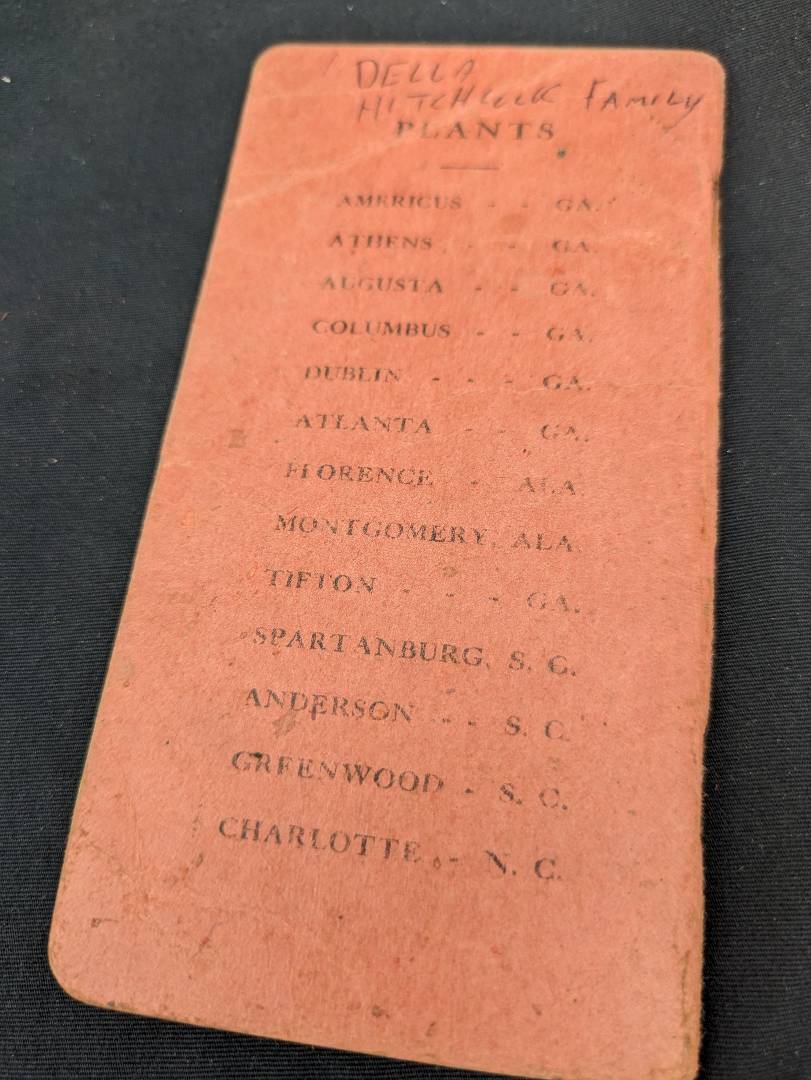 DELLA
HITCHCOCK FAMILY
PLANTS
AMERICUS - - GA.
ATHENS - - GA.
AUGUSTA - - GA.
COLUMBUS - - GA.
DUBLIN - - - GA.
ATLANTA - - GA.
FLORENCE - ALA.
MONTGOMERY, ALA.
TIFTON - - - GA.
SPARTANBURG, S. C.
ANDERSON - - S. C.
GREENWOOD - S. C.
CHARLOTTE - - N. C.